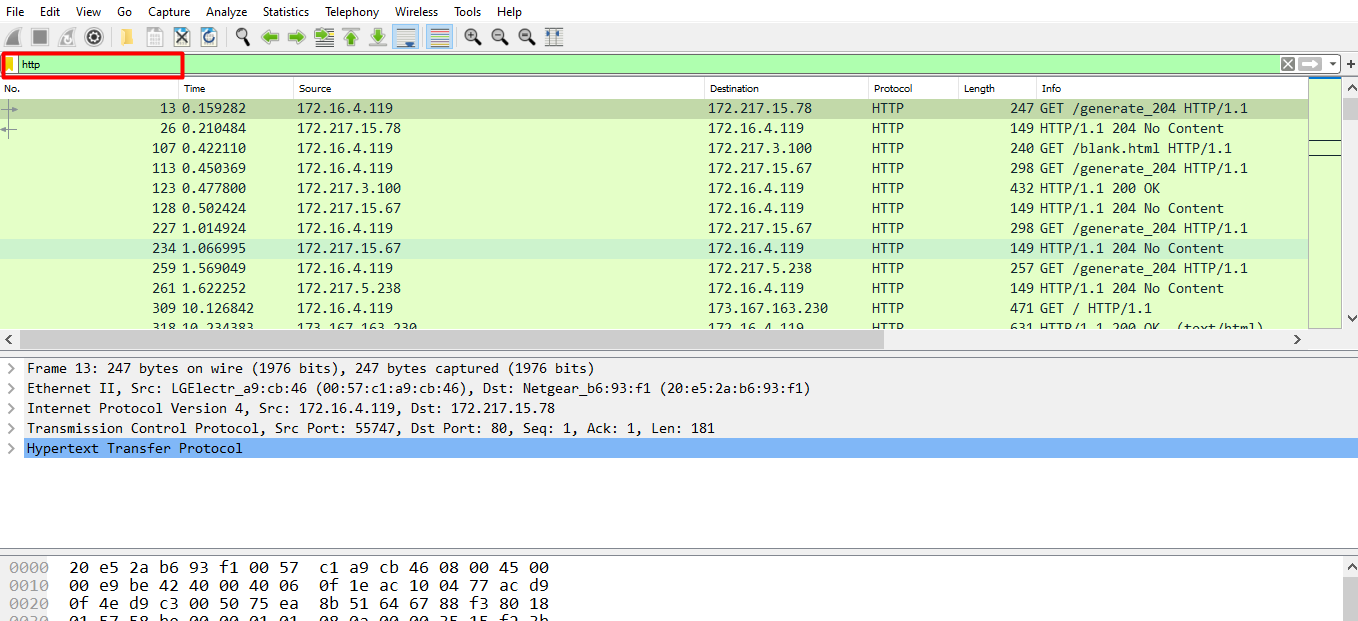 File Edit View Go Capture Analyze Statistics Telephony Wireless Tools Help
http
No. Time Source Destination Protocol Length Info
13 0.159282 172.16.4.119 172.217.15.78 HTTP 247 GET /generate_204 HTTP/1.1
26 0.210484 172.217.15.78 172.16.4.119 HTTP 149 HTTP/1.1 204 No Content
107 0.422110 172.16.4.119 172.217.3.100 HTTP 240 GET /blank.html HTTP/1.1
113 0.450369 172.16.4.119 172.217.15.67 HTTP 298 GET /generate_204 HTTP/1.1
123 0.477800 172.217.3.100 172.16.4.119 HTTP 432 HTTP/1.1 200 OK
128 0.502424 172.217.15.67 172.16.4.119 HTTP 149 HTTP/1.1 204 No Content
227 1.014924 172.16.4.119 172.217.15.67 HTTP 298 GET /generate_204 HTTP/1.1
234 1.066995 172.217.15.67 172.16.4.119 HTTP 149 HTTP/1.1 204 No Content
259 1.569049 172.16.4.119 172.217.5.238 HTTP 257 GET /generate_204 HTTP/1.1
261 1.622252 172.217.5.238 172.16.4.119 HTTP 149 HTTP/1.1 204 No Content
309 10.126842 172.16.4.119 173.167.163.230 HTTP 471 GET / HTTP/1.1
318 10.234383 173.167.163.230 172.16.4.119 HTTP 631 HTTP/1.1 200 OK (text/html)
Frame 13: 247 bytes on wire (1976 bits), 247 bytes captured (1976 bits)
Ethernet II, Src: LGElectr_a9:cb:46 (00:57:c1:a9:cb:46), Dst: Netgear_b6:93:f1 (20:e5:2a:b6:93:f1)
Internet Protocol Version 4, Src: 172.16.4.119, Dst: 172.217.15.78
Transmission Control Protocol, Src Port: 55747, Dst Port: 80, Seq: 1, Ack: 1, Len: 181
Hypertext Transfer Protocol
0000 20 e5 2a b6 93 f1 00 57 c1 a9 cb 46 08 00 45 00
0010 00 e9 be 42 40 00 40 06 0f 1e ac 10 04 77 ac d9
0020 0f 4e d9 c3 00 50 75 ea 8b 51 64 67 88 f3 80 18